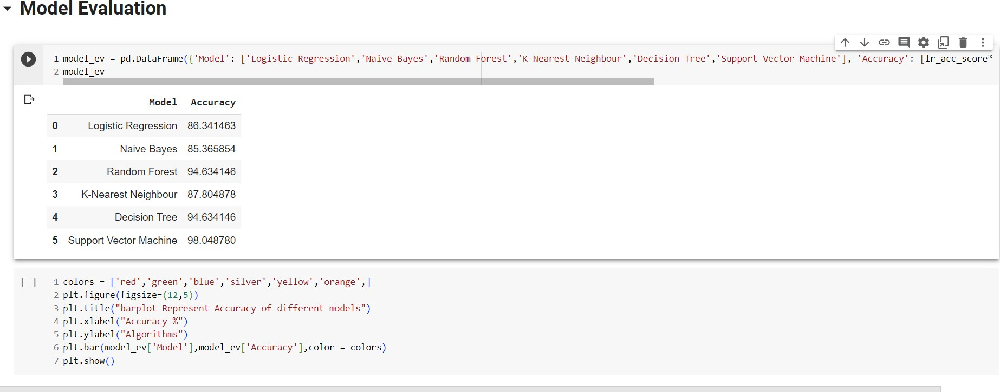 Model Evaluation
1 model_ev = pd.DataFrame({'Model': ['Logistic Regression','Naive Bayes','Random Forest','K-Nearest Neighbour','Decision Tree','Support Vector Machine'], 'Accuracy': [lr_acc_score*
2 model_ev
Model Accuracy
0 Logistic Regression 86.341463
1 Naive Bayes 85.365854
2 Random Forest 94.634146
3 K-Nearest Neighbour 87.804878
4 Decision Tree 94.634146
5 Support Vector Machine 98.048780
[ ] 1 colors = ['red','green','blue','silver','yellow','orange',]
2 plt.figure(figsize=(12,5))
3 plt.title("barplot Represent Accuracy of different models")
4 plt.xlabel("Accuracy %")
5 plt.ylabel("Algorithms")
6 plt.bar(model_ev['Model'],model_ev['Accuracy'],color = colors)
7 plt.show()